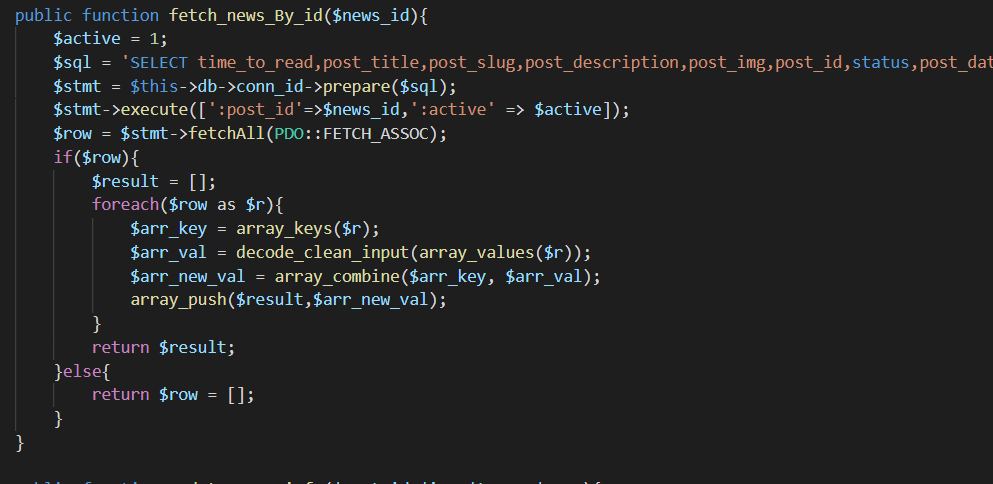 public function fetch_news_By_id($news_id){
$active = 1;
$sql = 'SELECT time_to_read,post_title,post_slug,post_description,post_img,post_id,status,post_dat
$stmt = $this->db->conn_id->prepare($sql);
$stmt->execute([':post_id'=>$news_id,':active' => $active]);
$row = $stmt->fetchAll(PDO::FETCH_ASSOC);
if($row){
$result = [];
foreach($row as $r){
$arr_key = array_keys($r);
$arr_val = decode_clean_input(array_values($r));
$arr_new_val = array_combine($arr_key, $arr_val);
array_push($result,$arr_new_val);
}
return $result;
}else{
return $row = [];
}
}